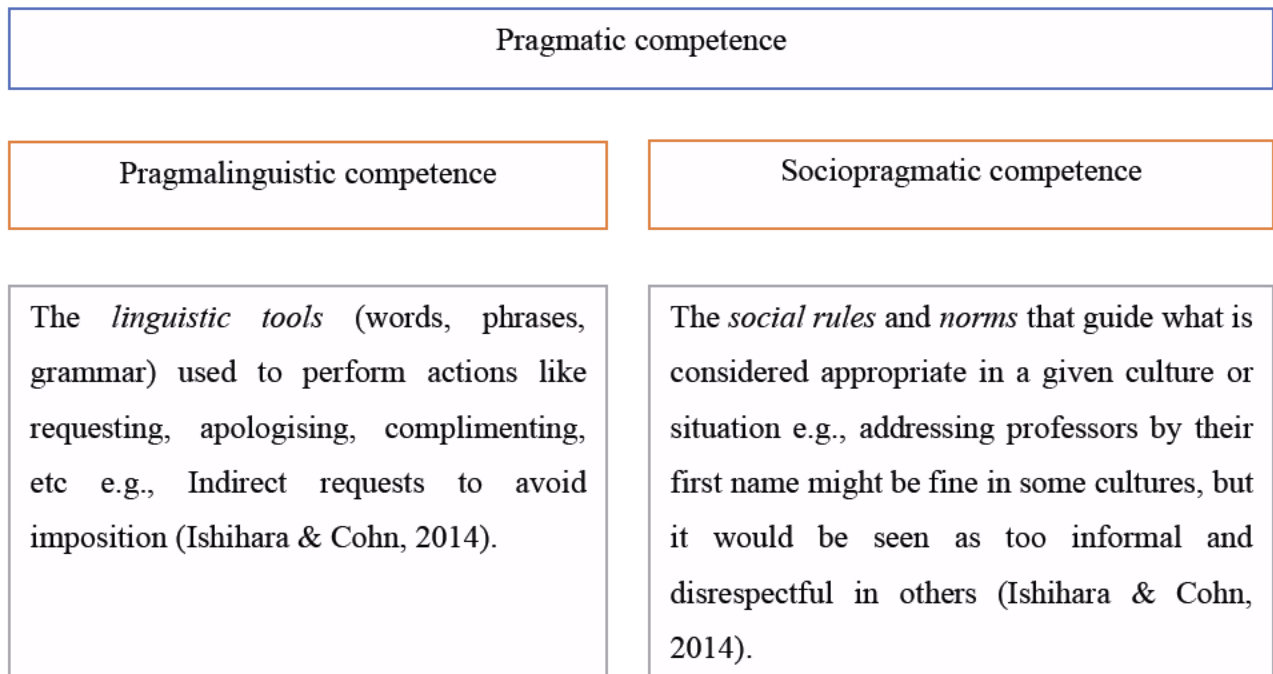 Pragmatic competence
Pragmalinguistic competence
Sociopragmatic competence
The linguistic tools (words, phrases,
grammar) used to perform actions like
requesting, apologising, complimenting,
etc e.g., Indirect requests to avoid
imposition (Ishihara & Cohn, 2014).
The social rules and norms that guide what is
considered appropriate in a given culture or
situation e.g., addressing professors by their
first name might be fine in some cultures, but
it would be seen as too informal and
disrespectful in others (Ishihara & Cohn,
2014).